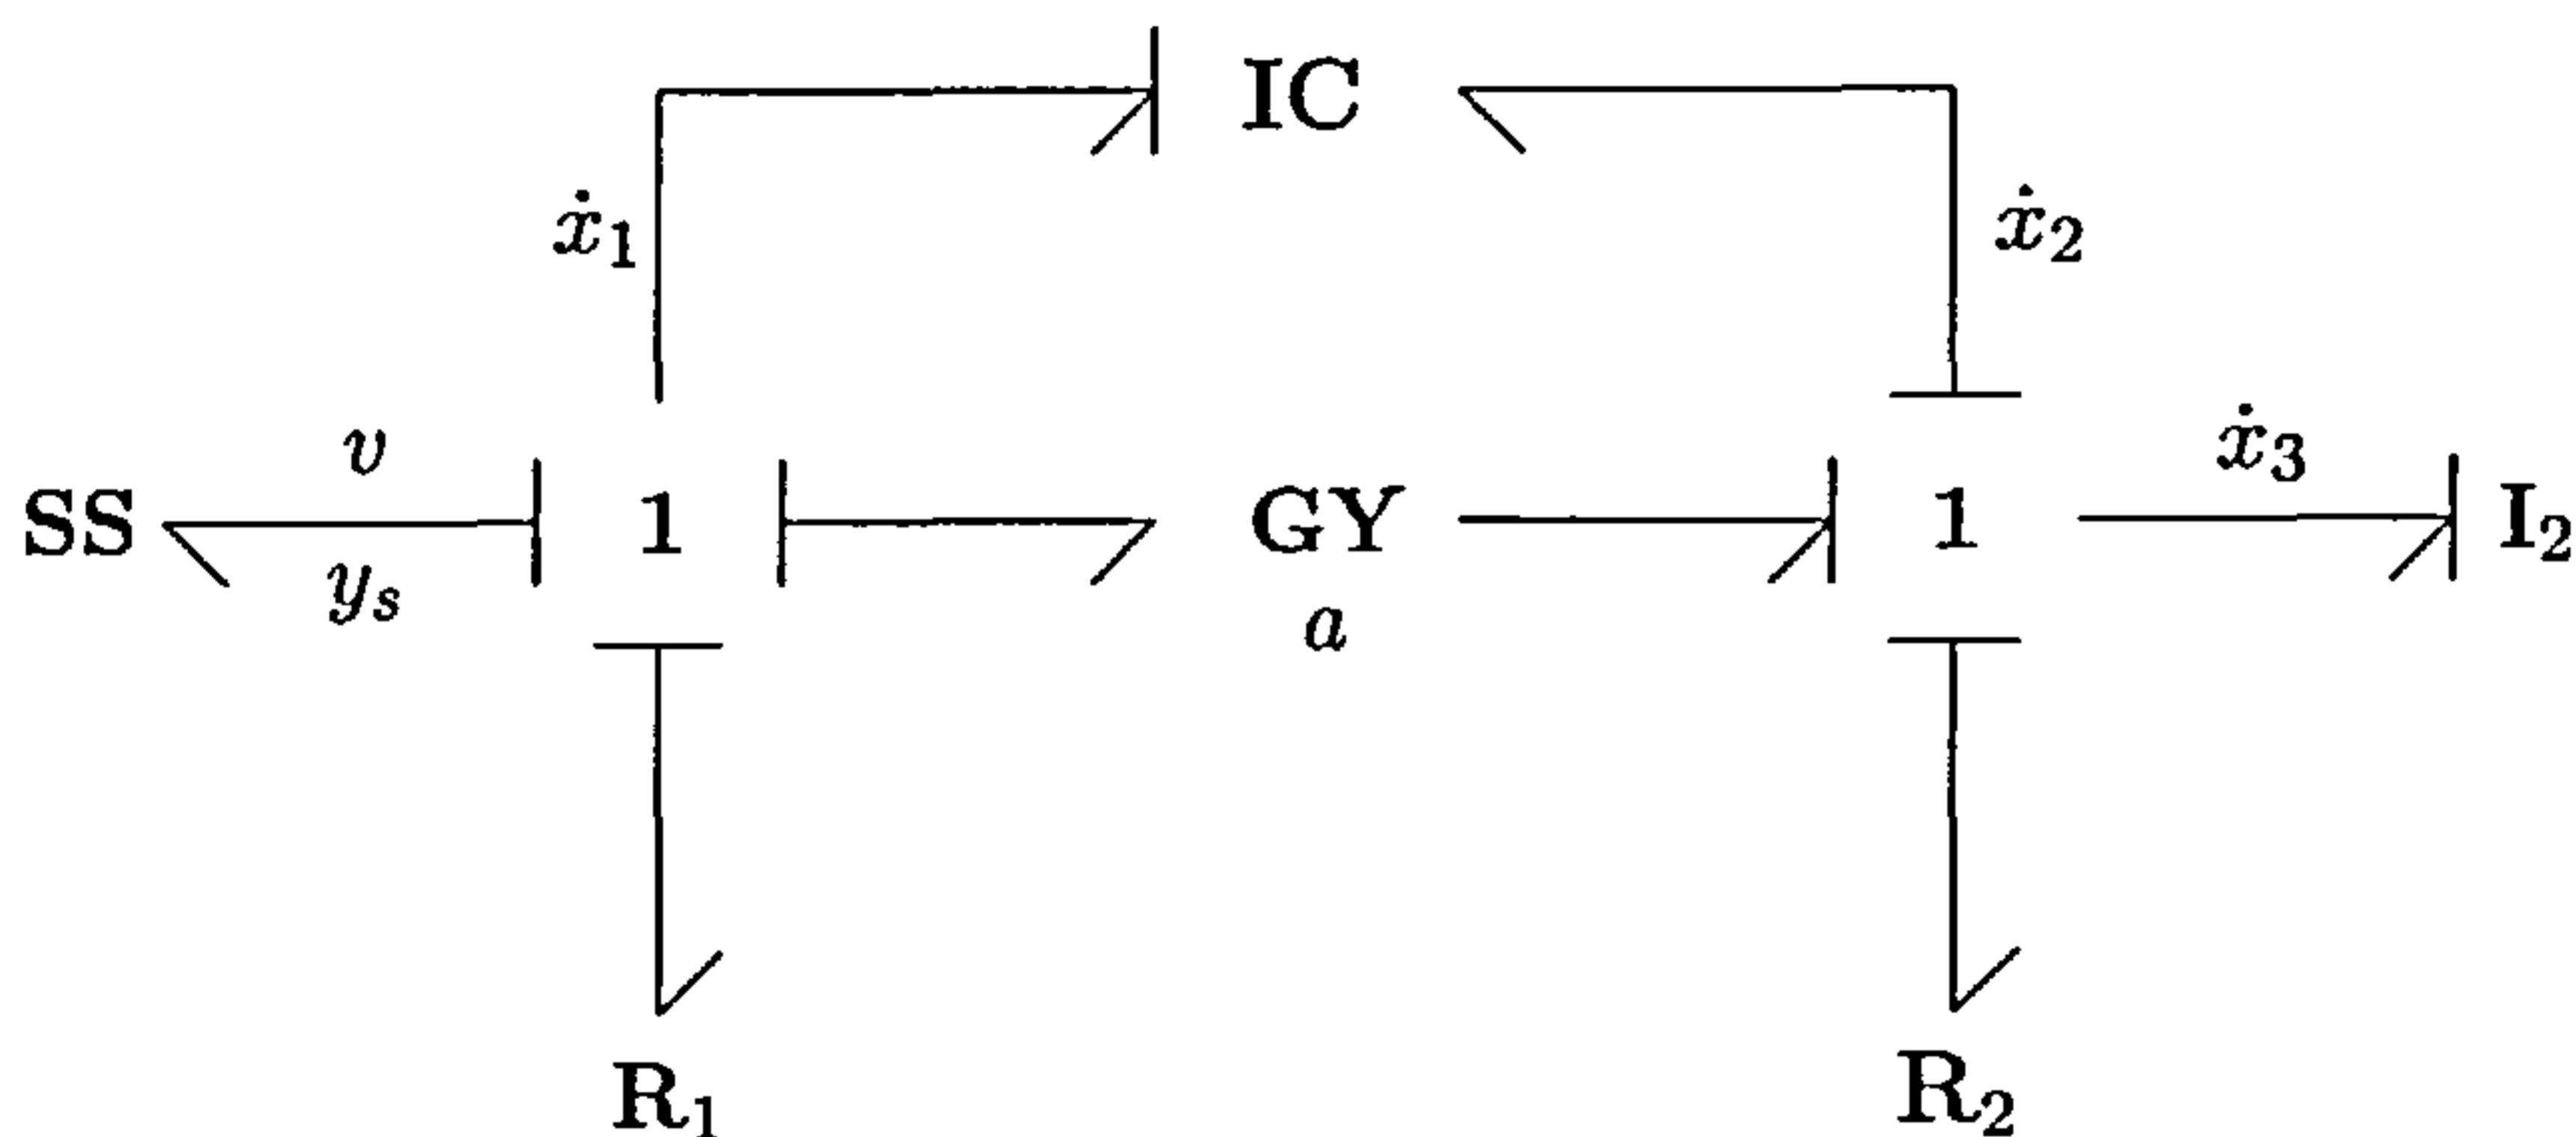 IC
ẋ₁
ẋ₂
v
ẋ₃
SS
1
GY
1
I₂
yₛ
a
R₁
R₂